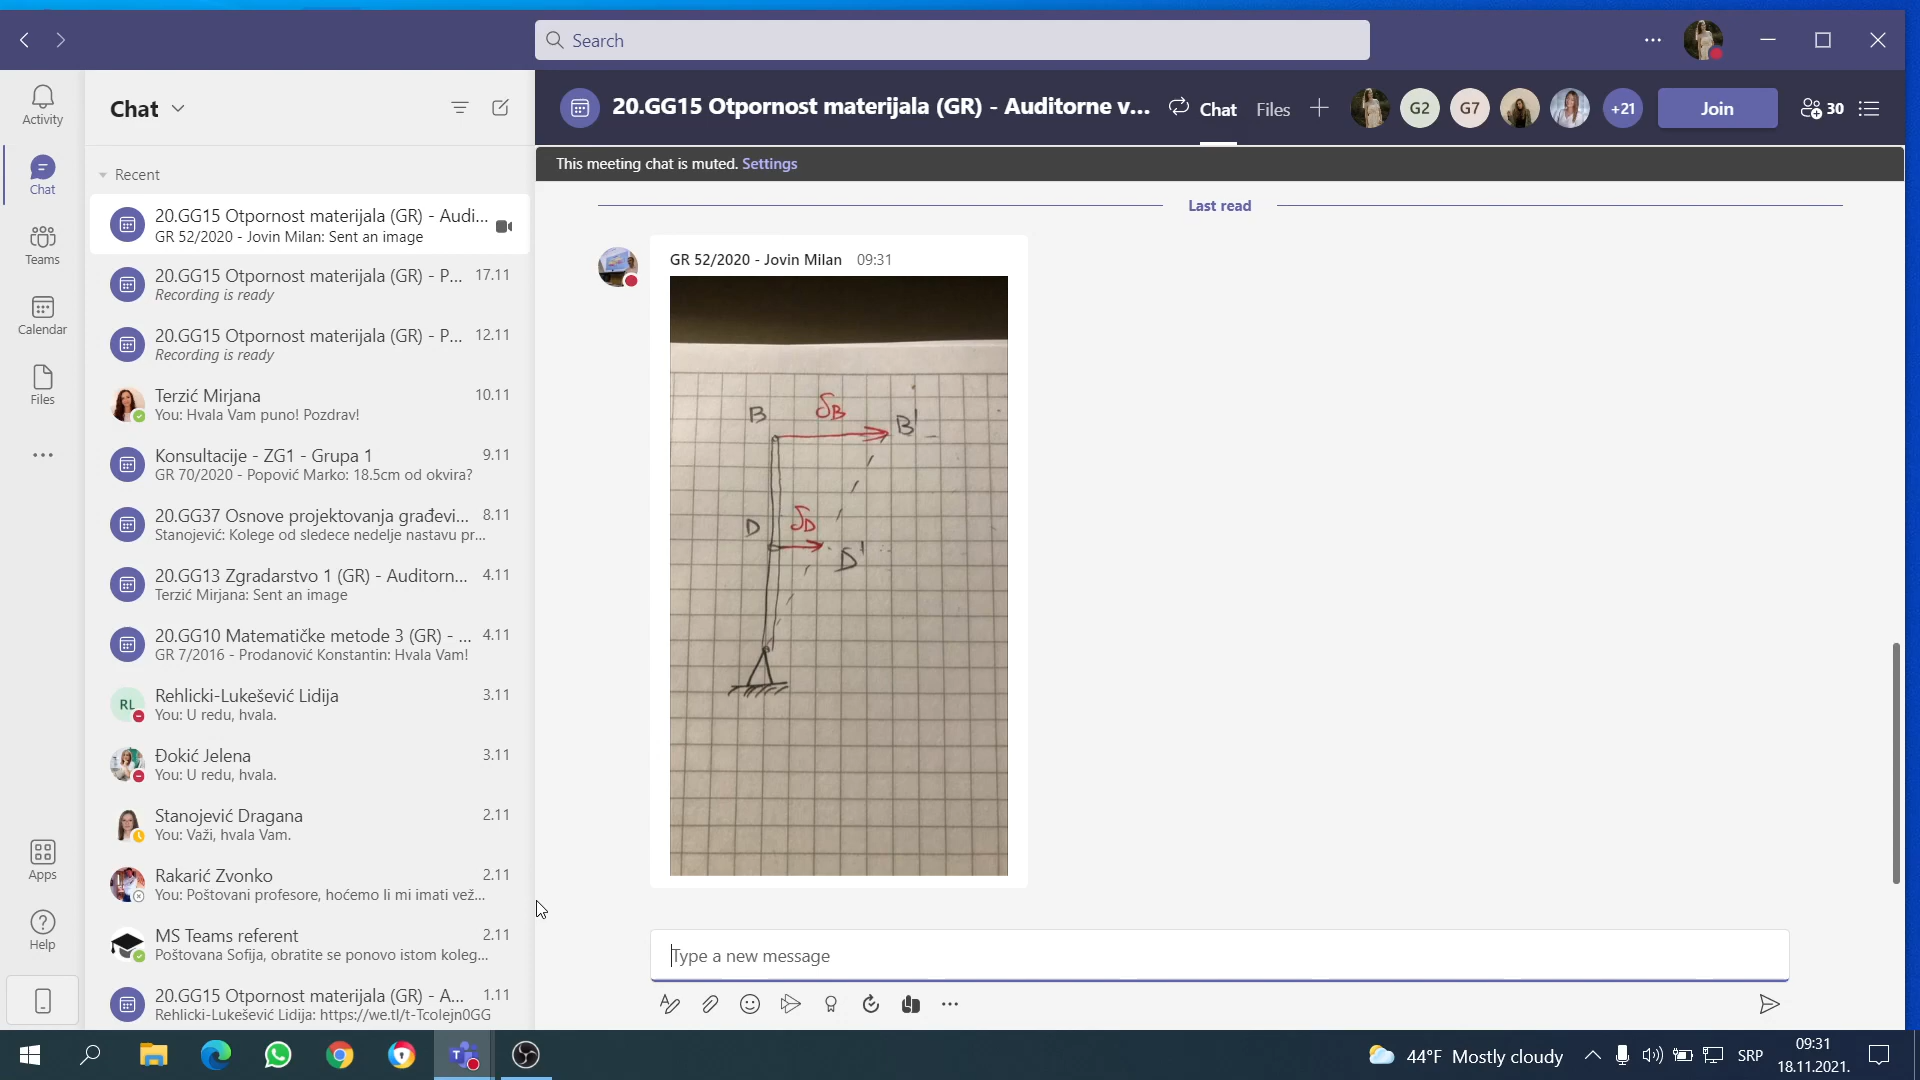 Search
Activity
Chat
Teams
Calendar
Files
Apps
Help
Chat
Recent
20.GG15 Otpornost materijala (GR) - Audi...
GR 52/2020 - Jovin Milan: Sent an image
20.GG15 Otpornost materijala (GR) - P... 17.11
Recording is ready
20.GG15 Otpornost materijala (GR) - P... 12.11
Recording is ready
Terzić Mirjana 10.11
You: Hvala Vam puno! Pozdrav!
Konsultacije - ZG1 - Grupa 1 9.11
GR 70/2020 - Popović Marko: 18.5cm od okvira?
20.GG37 Osnove projektovanja građevi... 8.11
Stanojević: Kolege od sledece nedelje nastavu pr...
20.GG13 Zgradarstvo 1 (GR) - Auditorn... 4.11
Terzić Mirjana: Sent an image
20.GG10 Matematičke metode 3 (GR) - ... 4.11
GR 7/2016 - Prodanović Konstantin: Hvala Vam!
RL
Rehlicki-Lukešević Lidija 3.11
You: U redu, hvala.
Đokić Jelena 3.11
You: U redu, hvala.
Stanojević Dragana 2.11
You: Važi, hvala Vam.
Rakarić Zvonko 2.11
You: Poštovani profesore, hoćemo li mi imati vež...
MS Teams referent 2.11
Poštovana Sofija, obratite se ponovo istom koleg...
20.GG15 Otpornost materijala (GR) - A... 1.11
Rehlicki-Lukešević Lidija: https://we.tl/t-Tcolejn0GG
20.GG15 Otpornost materijala (GR) - Auditorne v... Chat Files G2 G7 +21 Join 30
This meeting chat is muted. Settings
Last read
GR 52/2020 - Jovin Milan 09:31
B δB B'
D δD D'
Type a new message
44°F Mostly cloudy SRP 09:31
18.11.2021.